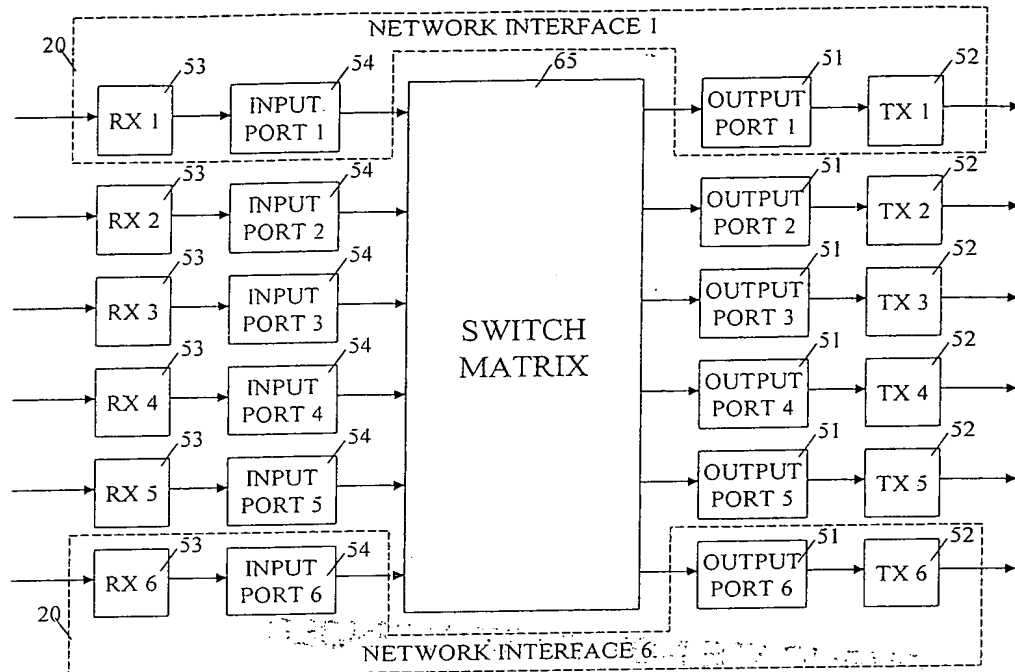 NETWORK INTERFACE 1
20
53
54
65
51
52
RX 1
INPUT
PORT 1
OUTPUT
PORT 1
TX 1
53
54
51
52
RX 2
INPUT
PORT 2
OUTPUT
PORT 2
TX 2
53
54
51
52
RX 3
INPUT
PORT 3
SWITCH
MATRIX
OUTPUT
PORT 3
TX 3
53
54
51
52
RX 4
INPUT
PORT 4
OUTPUT
PORT 4
TX 4
53
54
51
52
RX 5
INPUT
PORT 5
OUTPUT
PORT 5
TX 5
53
54
51
52
RX 6
INPUT
PORT 6
OUTPUT
PORT 6
TX 6
20
NETWORK INTERFACE 6